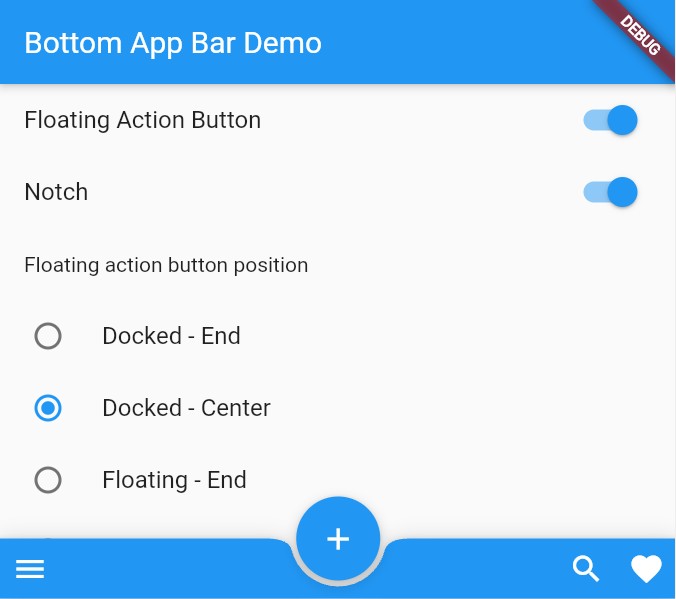 Bottom App Bar Demo
DEBUG
Floating Action Button
Notch
Floating action button position
Docked - End
Docked - Center
Floating - End